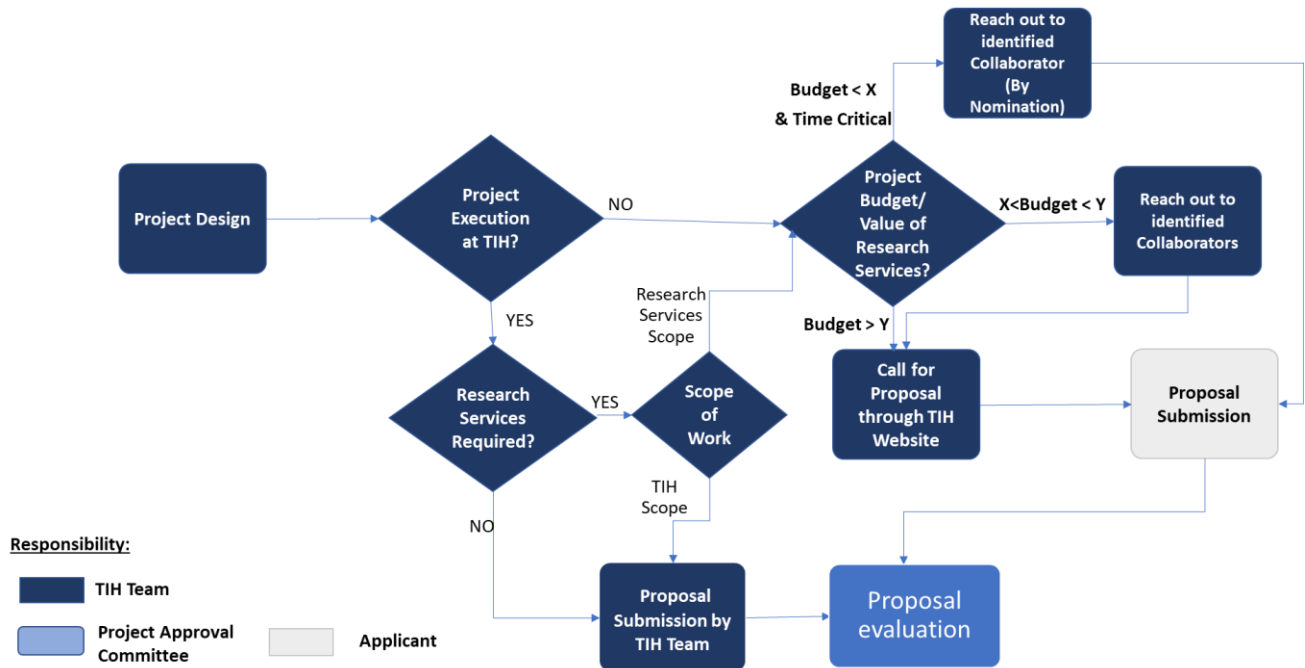 Reach out to
identified
Collaborator
(By
Nomination)
Budget < X
& Time Critical
Project Design
Project
Execution
at TIH?
NO
Project
Budget/
Value of
Research
Services?
X<Budget < Y
Reach out to
identified
Collaborators
YES
Research
Services
Scope
Budget > Y
Research
Services
Required?
YES
Scope
of
Work
Call for
Proposal
through TIH
Website
Proposal
Submission
NO
TIH
Scope
Responsibility:
TIH Team
Project Approval
Committee
Applicant
Proposal
Submission by
TIH Team
Proposal
evaluation